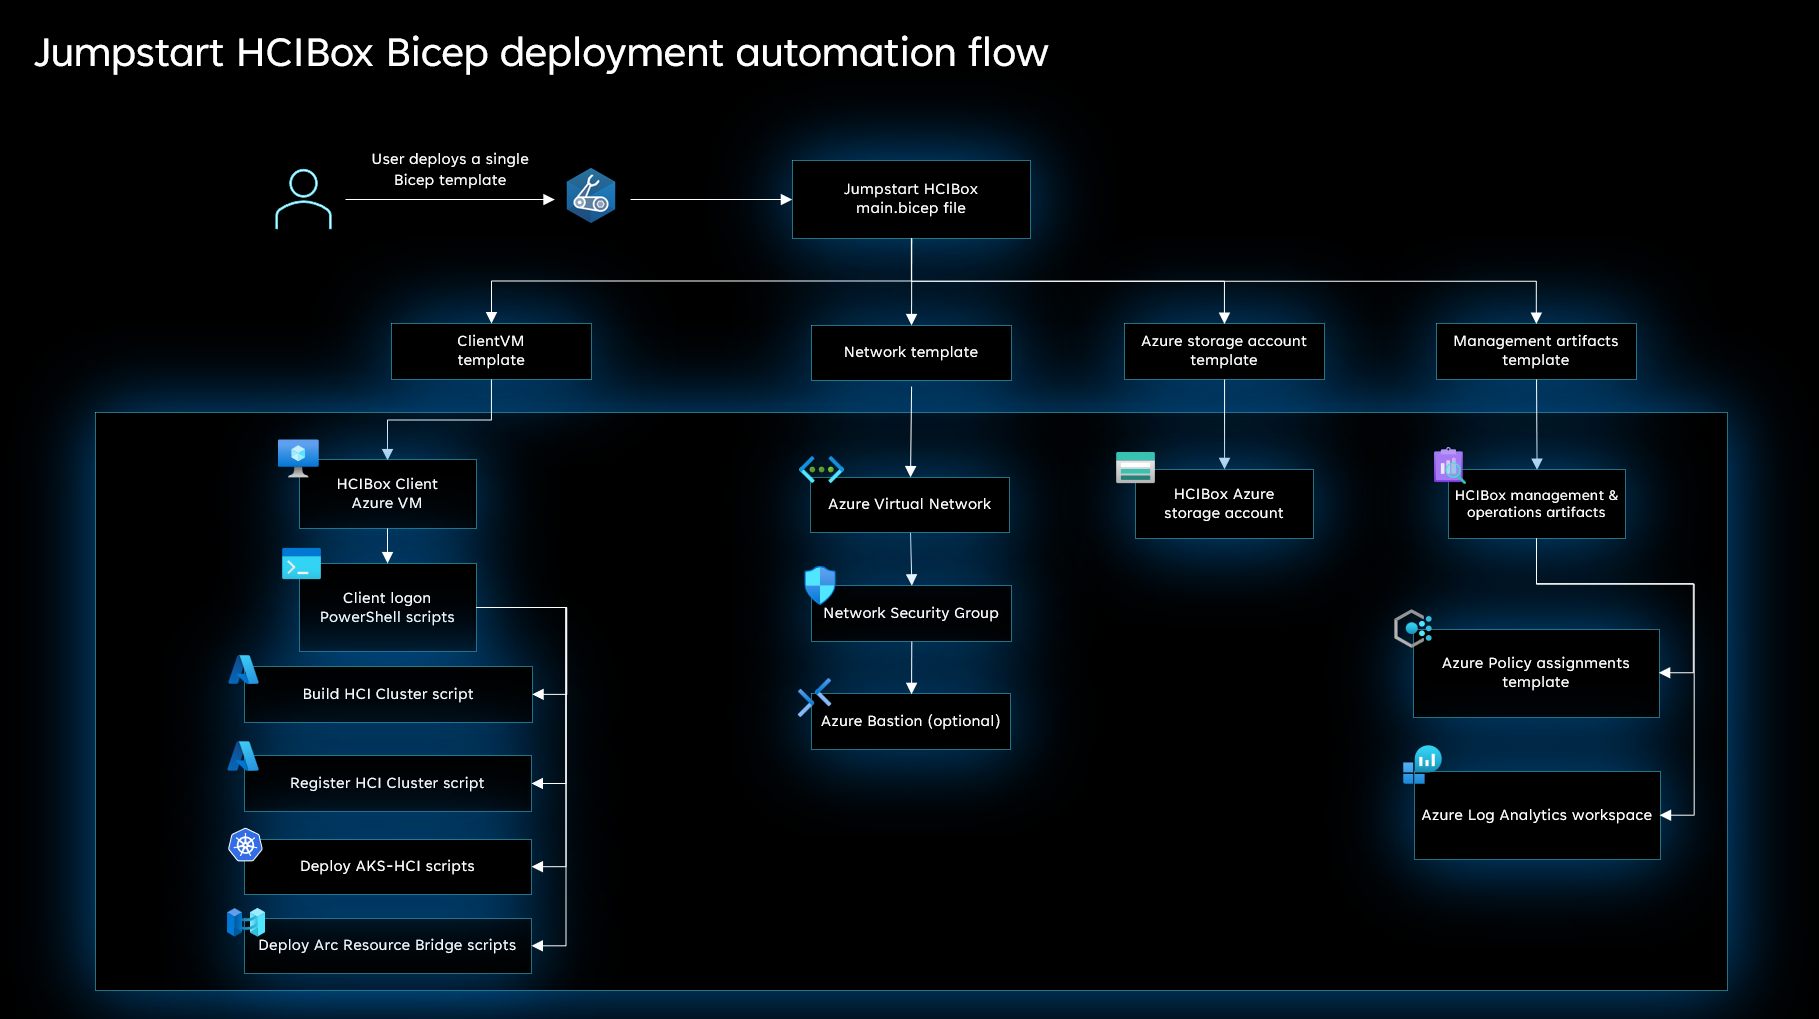 Jumpstart HCIBox Bicep deployment automation flow
User deploys a single
Bicep template
Jumpstart HCIBox
main.bicep file
ClientVM
template
Network template
Azure storage account
template
Management artifacts
template
HCIBox Client
Azure VM
Client logon
PowerShell scripts
Build HCI Cluster script
Register HCI Cluster script
Deploy AKS-HCI scripts
Deploy Arc Resource Bridge scripts
Azure Virtual Network
Network Security Group
Azure Bastion (optional)
HCIBox Azure
storage account
HCIBox management &
operations artifacts
Azure Policy assignments
template
Azure Log Analytics workspace